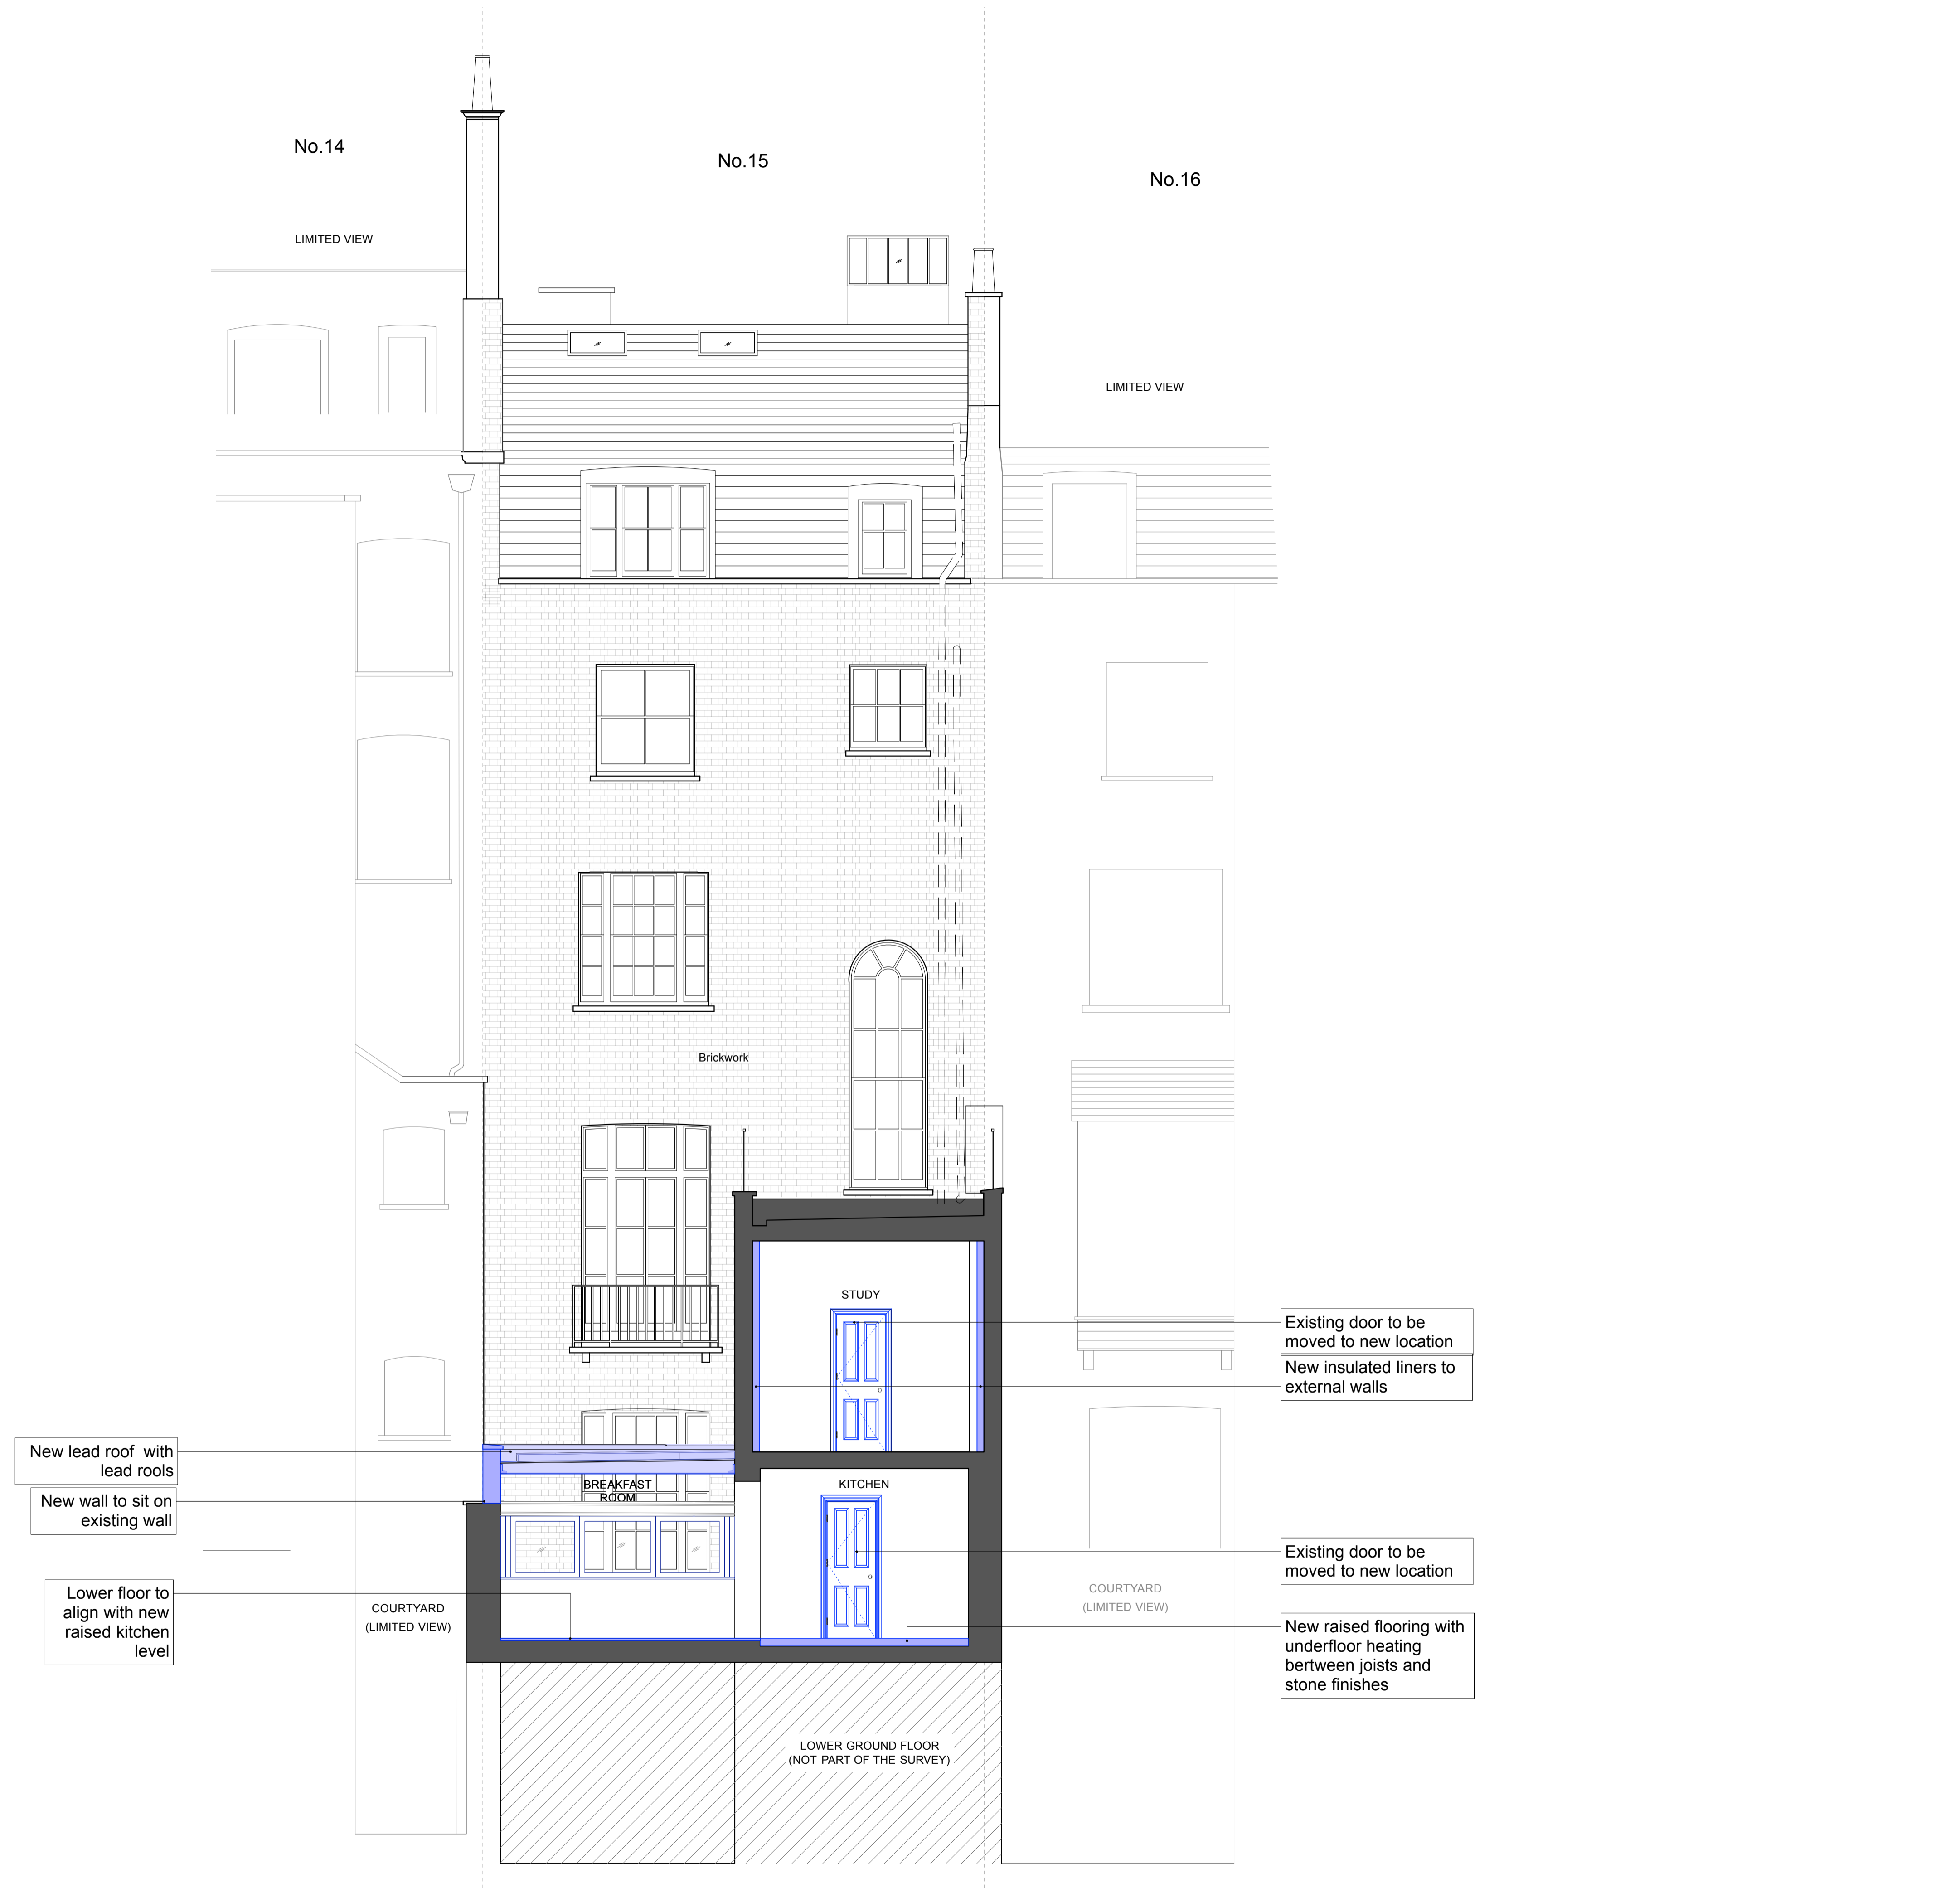 No.14
No.15
No.16
LIMITED VIEW
LIMITED VIEW
Brickwork
STUDY
Existing door to be
moved to new location
New insulated liners to
external walls
New lead roof with
lead rools
BREAKFAST
ROOM
KITCHEN
New wall to sit on
existing wall
Existing door to be
moved to new location
Lower floor to
align with new
raised kitchen
level
COURTYARD
(LIMITED VIEW)
COURTYARD
(LIMITED VIEW)
New raised flooring with
underfloor heating
bertween joists and
stone finishes
LOWER GROUND FLOOR
(NOT PART OF THE SURVEY)